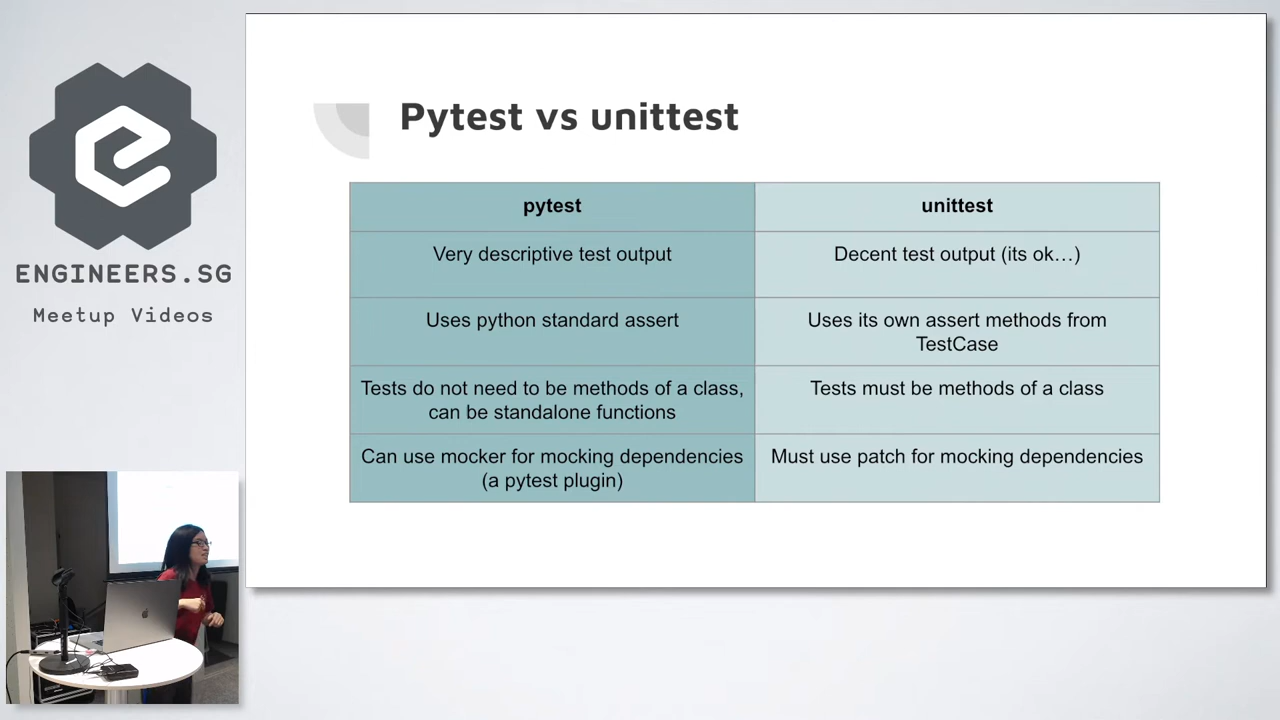 ENGINEERS.SG
Meetup Videos
Pytest vs unittest
pytest
unittest
Very descriptive test output
Decent test output (its ok…)
Uses python standard assert
Uses its own assert methods from
TestCase
Tests do not need to be methods of a class,
can be standalone functions
Tests must be methods of a class
Can use mocker for mocking dependencies
(a pytest plugin)
Must use patch for mocking dependencies